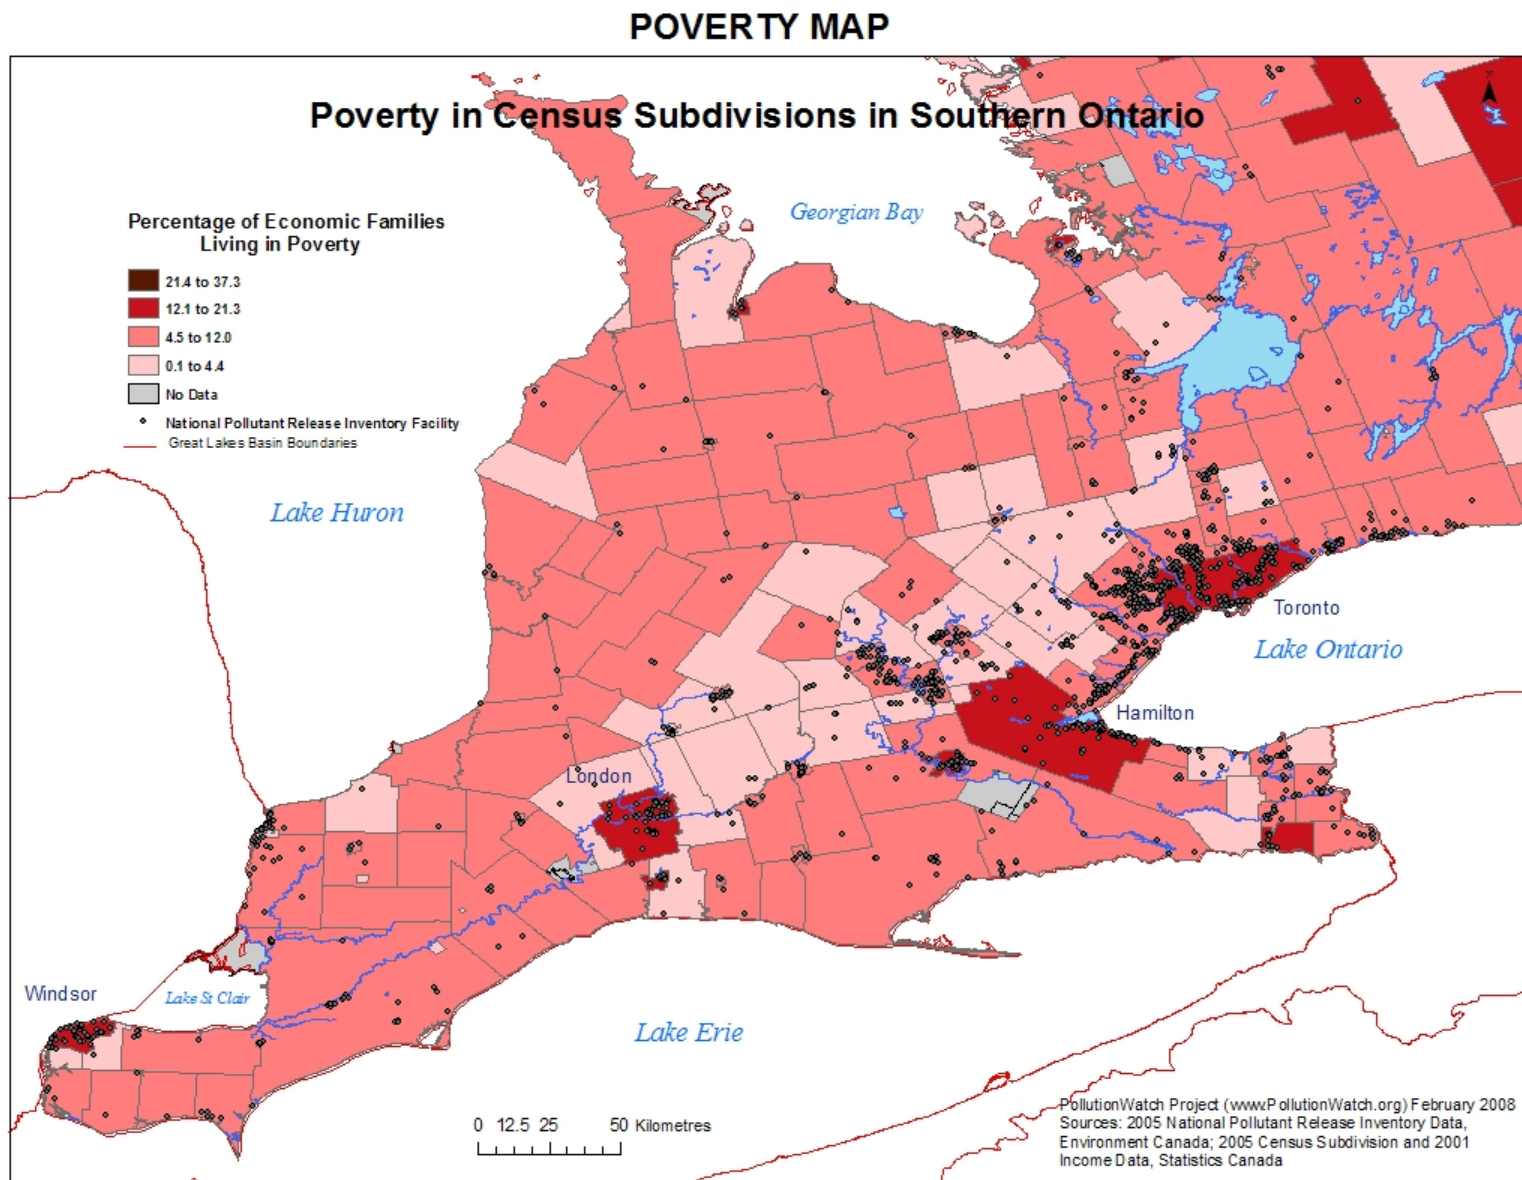 POVERTY MAP
Poverty in Census Subdivisions in Southern Ontario
Georgian Bay
Percentage of Economic Families
Living in Poverty
21.4 to 37.3
12.1 to 21.3
4.5 to 12.0
0.1 to 4.4
No Data
National Pollutant Release Inventory Facility
Great Lakes Basin Boundaries
Lake Huron
Toronto
Lake Ontario
Hamilton
London
Windsor
Lake St Clair
Lake Erie
0 12.5 25 50 Kilometres
PollutionWatch Project (www.PollutionWatch.org) February 2008
Sources: 2005 National Pollutant Release Inventory Data,
Environment Canada; 2005 Census Subdivision and 2001
Income Data, Statistics Canada